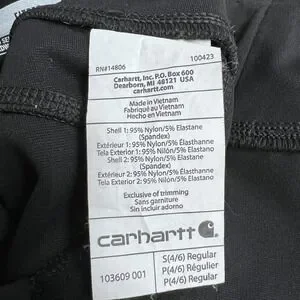 RN#14806 100423
Carhartt, Inc. P.O. Box 600
Dearborn, MI 48121 USA
carhartt.com
Made in Vietnam
Fabriqué au Vietnam
Hecho en Vietnam
Shell 1: 95% Nylon/5% Elastane
(Spandex)
Extérieur 1: 95% Nylon/5% Élasthanne
Tela Exterior 1: 95% Nilón/5% Elastano
Shell 2: 95% Nylon/5% Elastane
(Spandex)
Extérieur 2: 95% Nylon/5% Élasthanne
Tela Exterior 2: 95% Nilón/5% Elastano
Exclusive of trimming
Sans garniture
Sin incluir adorno
carhartt
103609 001
S(4/6) Regular
P(4/6) Régulier
P(4/6) Regular